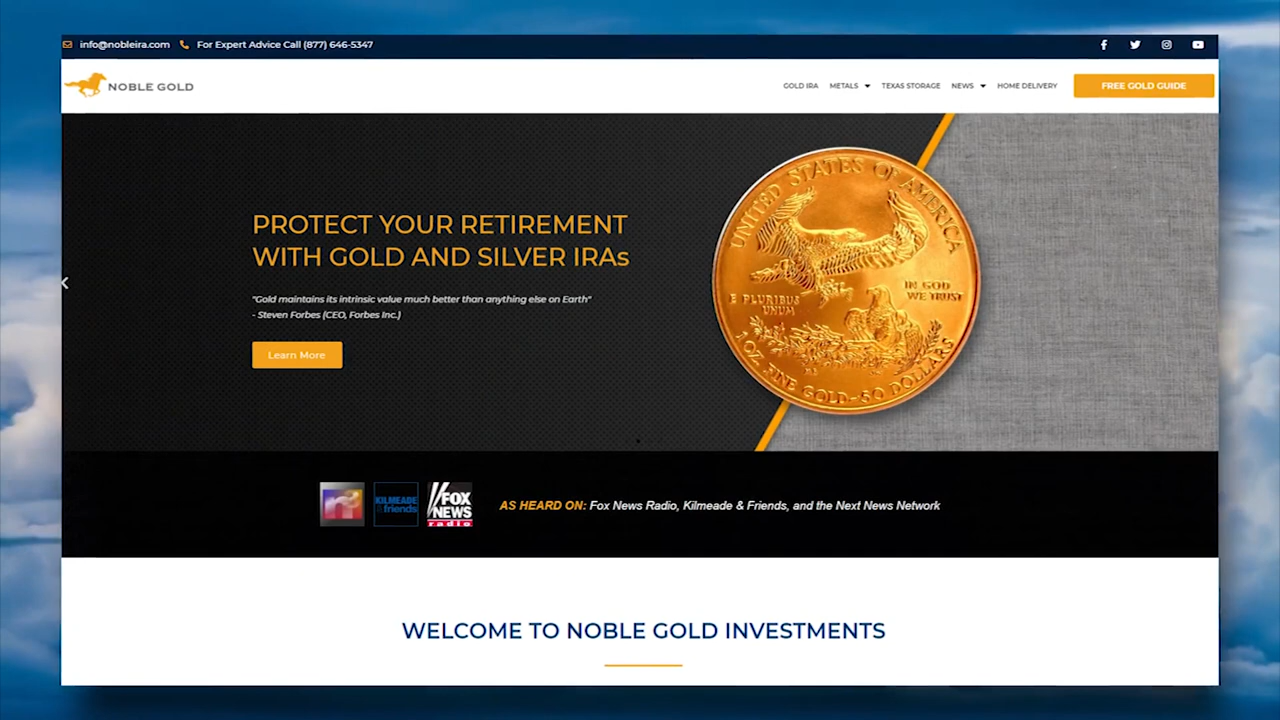 info@nobleira.com For Expert Advice Call (877) 646-5347
NOBLE GOLD
GOLD IRA METALS TEXAS STORAGE NEWS HOME DELIVERY FREE GOLD GUIDE
PROTECT YOUR RETIREMENT
WITH GOLD AND SILVER IRAs
"Gold maintains its intrinsic value much better than anything else on Earth"
- Steven Forbes (CEO, Forbes Inc.)
Learn More
UNITED STATES OF AMERICA
IN GOD
WE TRUST
E PLURIBUS
UNUM
1 OZ. FINE GOLD-50 DOLLARS
KILMEADE
& friends
FOX
NEWS
radio
AS HEARD ON: Fox News Radio, Kilmeade & Friends, and the Next News Network
WELCOME TO NOBLE GOLD INVESTMENTS